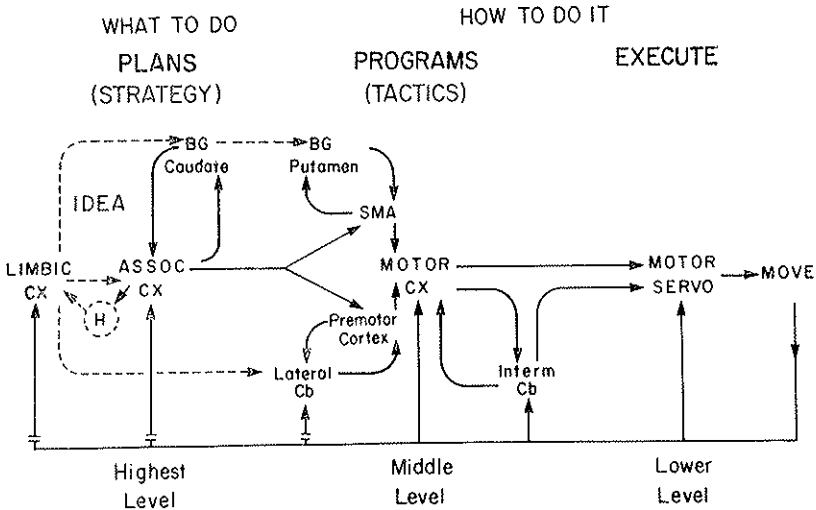 WHAT TO DO
HOW TO DO IT
PLANS
(STRATEGY)
PROGRAMS
(TACTICS)
EXECUTE
BG
Caudate
BG
Putamen
IDEA
SMA
LIMBIC
CX
ASSOC
CX
H
MOTOR
CX
MOTOR
SERVO
MOVE
Premotor
Cortex
Lateral
Cb
Interm
Cb
Highest
Level
Middle
Level
Lower
Level